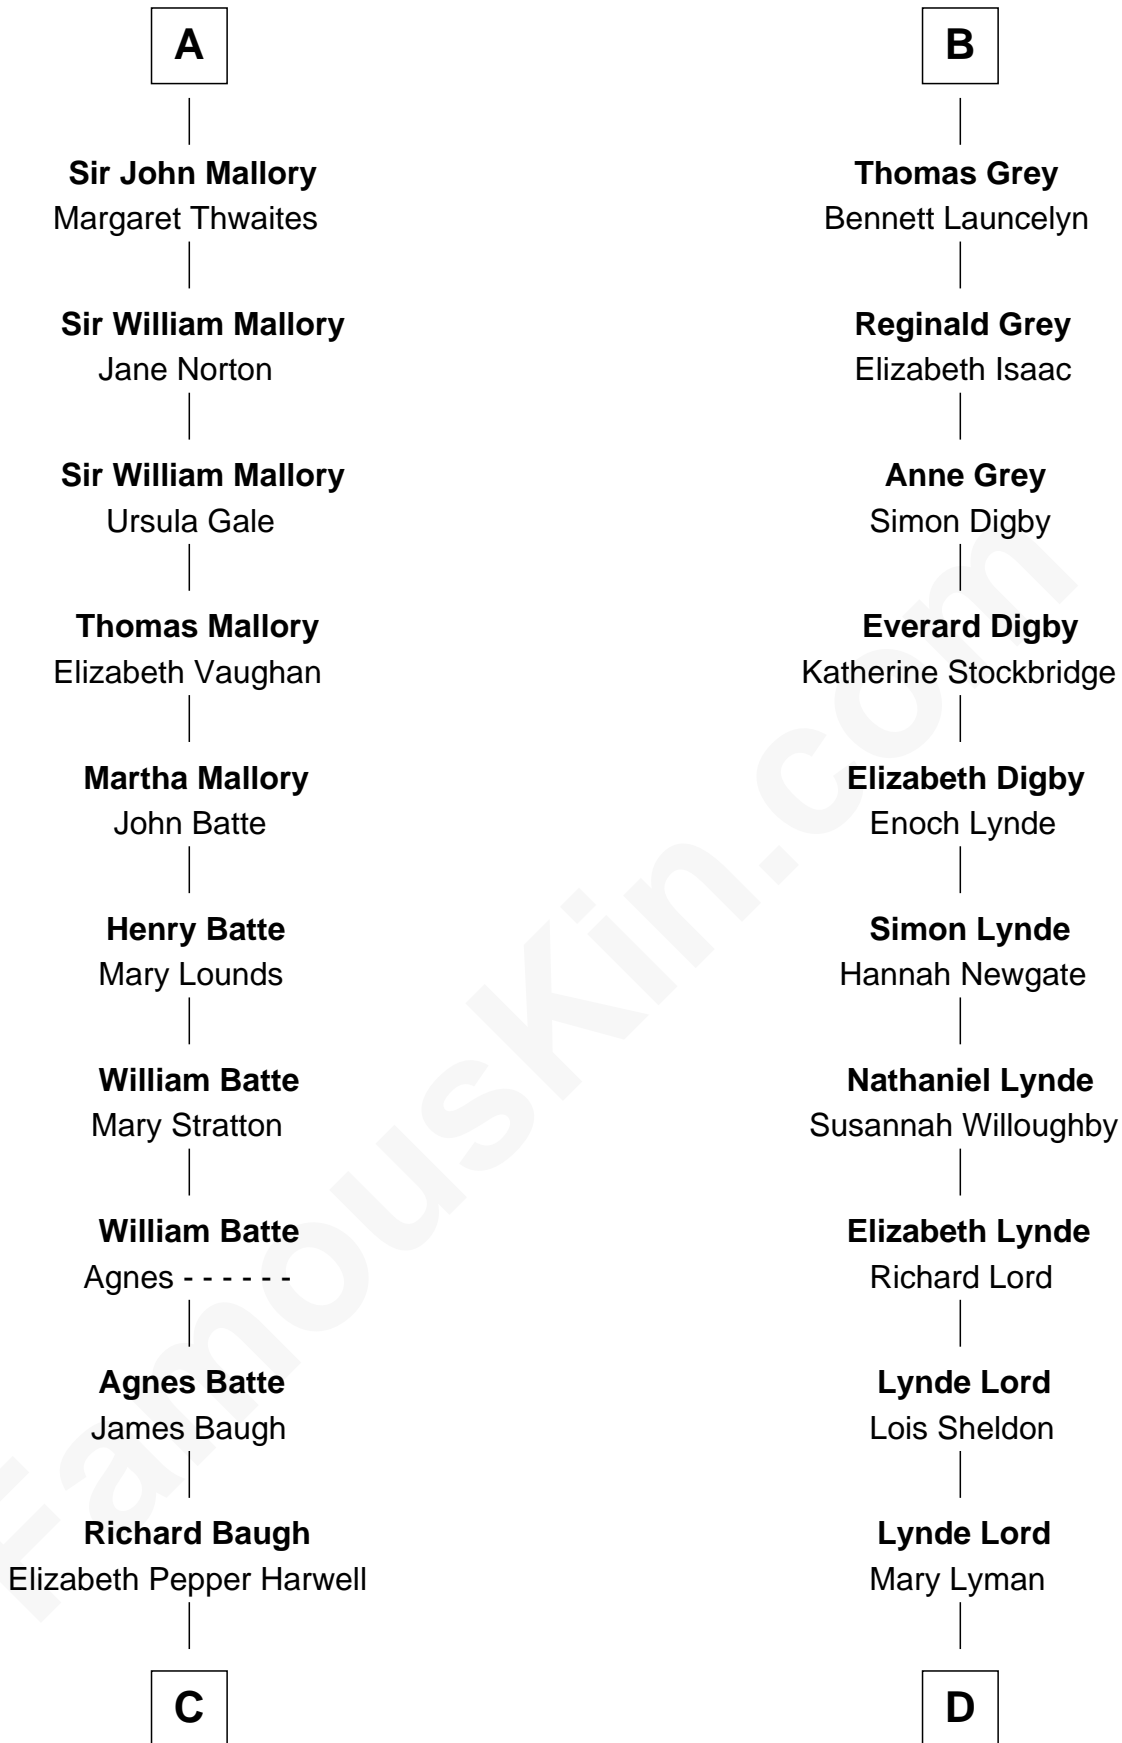 A
Sir John Mallory
Margaret Thwaites
Sir William Mallory
Jane Norton
Sir William Mallory
Ursula Gale
Thomas Mallory
Elizabeth Vaughan
Martha Mallory
John Batte
Henry Batte
Mary Lounds
William Batte
Mary Stratton
William Batte
Agnes - - - - - -
Agnes Batte
James Baugh
Richard Baugh
Elizabeth Pepper Harwell
C
B
Thomas Grey
Bennett Launcelyn
Reginald Grey
Elizabeth Isaac
Anne Grey
Simon Digby
Everard Digby
Katherine Stockbridge
Elizabeth Digby
Enoch Lynde
Simon Lynde
Hannah Newgate
Nathaniel Lynde
Susannah Willoughby
Elizabeth Lynde
Richard Lord
Lynde Lord
Lois Sheldon
Lynde Lord
Mary Lyman
D
FamousKin.com